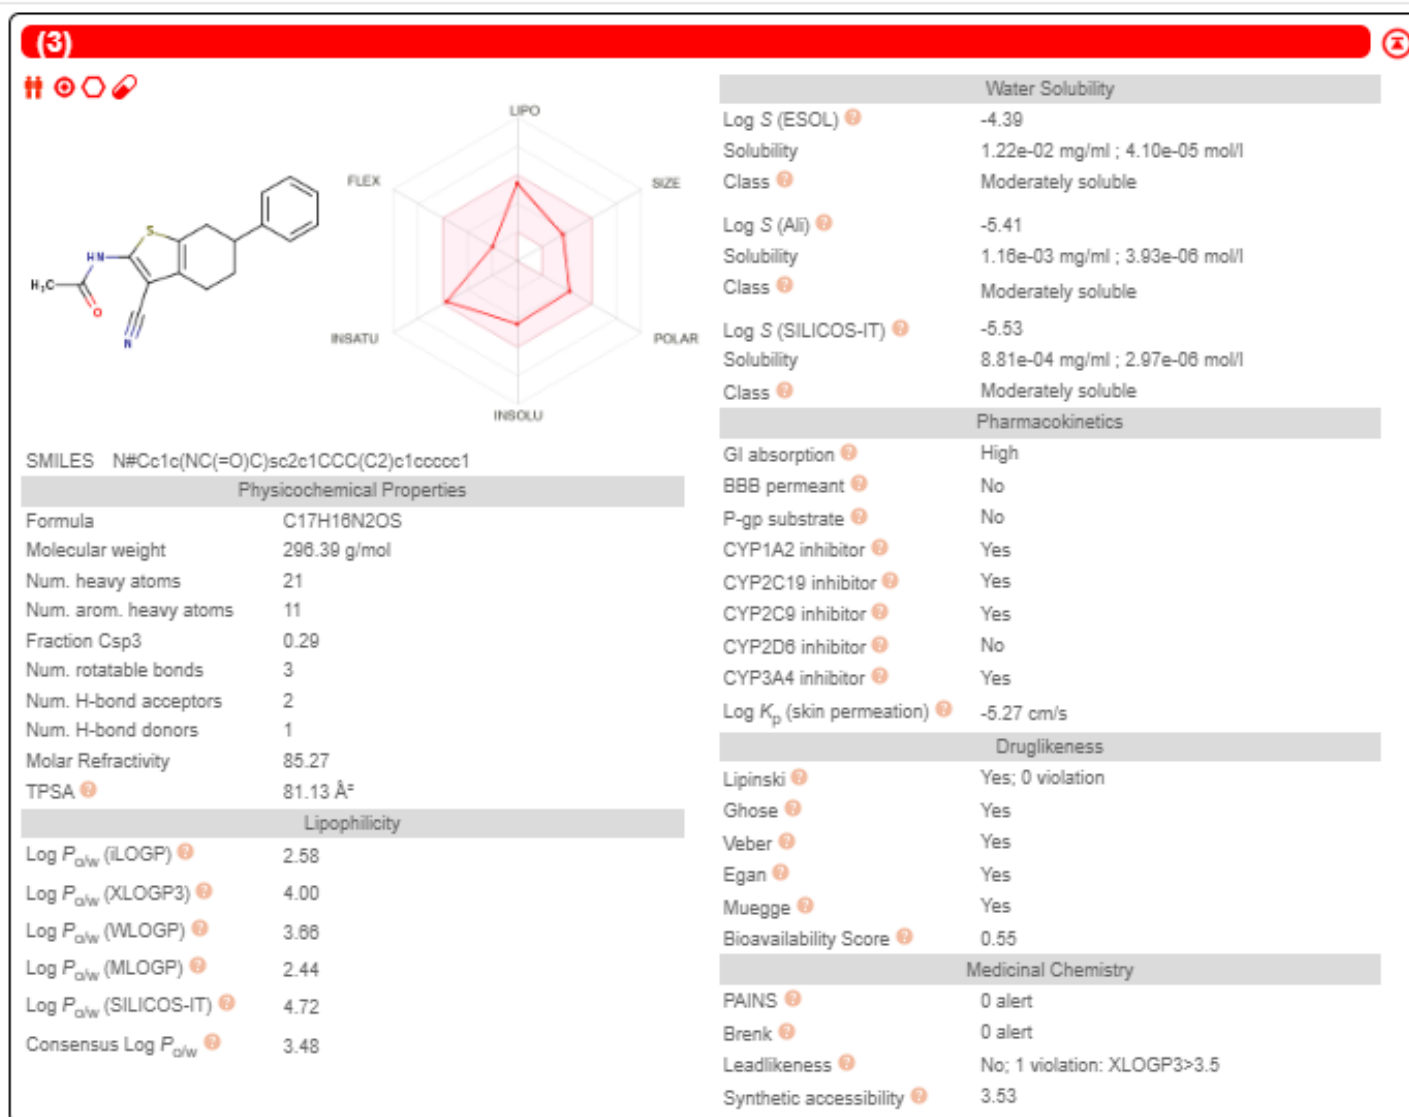 (3)
LIPO
FLEX
SIZE
INSATU
POLAR
INSOLU
S
HN
H₃C
O
N
SMILES N#Cc1c(NC(=O)C)sc2c1CCC(C2)c1ccccc1
Physicochemical Properties
Formula C17H16N2OS
Molecular weight 296.39 g/mol
Num. heavy atoms 21
Num. arom. heavy atoms 11
Fraction Csp3 0.29
Num. rotatable bonds 3
Num. H-bond acceptors 2
Num. H-bond donors 1
Molar Refractivity 85.27
TPSA ? 81.13 Å²
Lipophilicity
Log Po/w (iLOGP) ? 2.58
Log Po/w (XLOGP3) ? 4.00
Log Po/w (WLOGP) ? 3.66
Log Po/w (MLOGP) ? 2.44
Log Po/w (SILICOS-IT) ? 4.72
Consensus Log Po/w ? 3.48
Water Solubility
Log S (ESOL) ? -4.39
Solubility 1.22e-02 mg/ml ; 4.10e-05 mol/l
Class ? Moderately soluble
Log S (Ali) ? -5.41
Solubility 1.16e-03 mg/ml ; 3.93e-06 mol/l
Class ? Moderately soluble
Log S (SILICOS-IT) ? -5.53
Solubility 8.81e-04 mg/ml ; 2.97e-06 mol/l
Class ? Moderately soluble
Pharmacokinetics
GI absorption ? High
BBB permeant ? No
P-gp substrate ? No
CYP1A2 inhibitor ? Yes
CYP2C19 inhibitor ? Yes
CYP2C9 inhibitor ? Yes
CYP2D6 inhibitor ? No
CYP3A4 inhibitor ? Yes
Log Kp (skin permeation) ? -5.27 cm/s
Druglikeness
Lipinski ? Yes; 0 violation
Ghose ? Yes
Veber ? Yes
Egan ? Yes
Muegge ? Yes
Bioavailability Score ? 0.55
Medicinal Chemistry
PAINS ? 0 alert
Brenk ? 0 alert
Leadlikeness ? No; 1 violation: XLOGP3>3.5
Synthetic accessibility ? 3.53